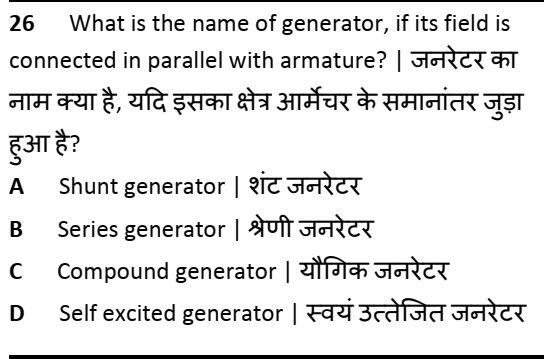 26 What is the name of generator, if its field is
connected in parallel with armature? | जनरेटर का
नाम क्या है, यदि इसका क्षेत्र आर्मेचर के समानांतर जुड़ा
हुआ है?
A Shunt generator | शंट जनरेटर
B Series generator | श्रेणी जनरेटर
C Compound generator | यौगिक जनरेटर
D Self excited generator | स्वयं उत्तेजित जनरेटर